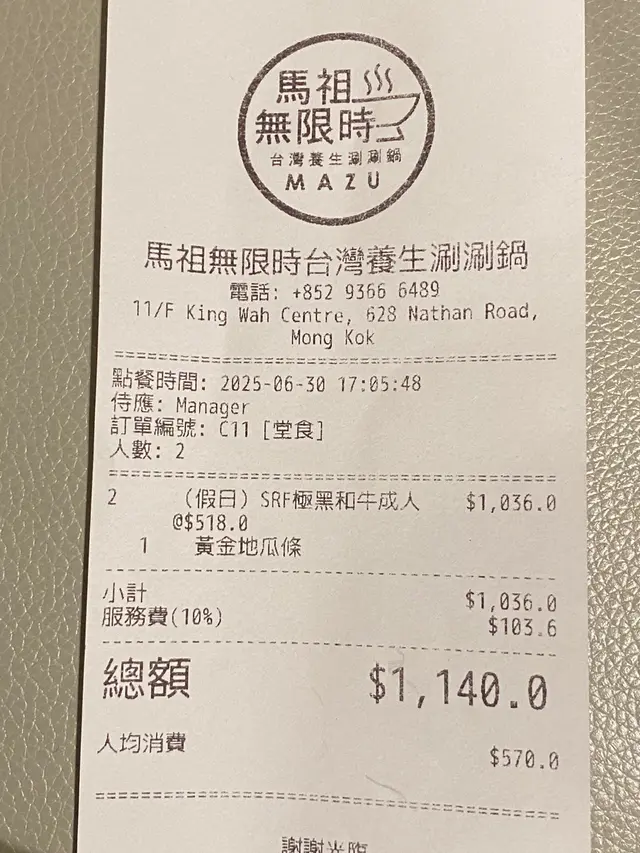 馬祖
無限時
台灣養生涮涮鍋
MAZU
馬祖無限時台灣養生涮涮鍋
電話: +852 9366 6489
11/F King Wah Centre, 628 Nathan Road,
Mong Kok
點餐時間: 2025-06-30 17:05:48
侍應: Manager
訂單編號: C11 [堂食]
人數: 2
2 (假日) SRF極黑和牛成人 $1,036.0
@$518.0
1 黃金地瓜條
小計 $1,036.0
服務費(10%) $103.6
總額 $1,140.0
人均消費 $570.0
謝謝光臨